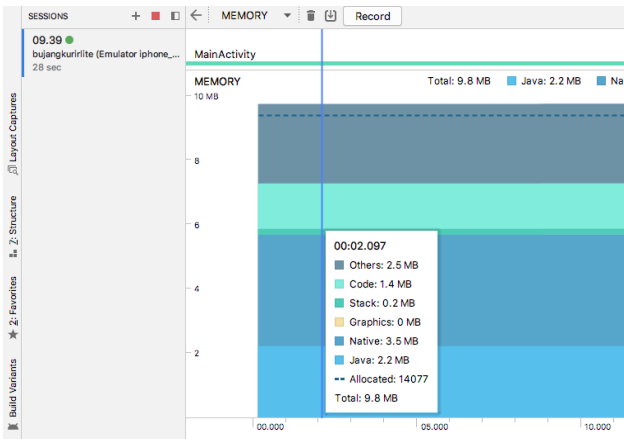 SESSIONS
MEMORY
Record
09.39
bujangkurirlite (Emulator iphone_...
28 sec
MainActivity
MEMORY
Total: 9.8 MB
Java: 2.2 MB
Na
10 MB
8
6
4
2
00:02.097
Others: 2.5 MB
Code: 1.4 MB
Stack: 0.2 MB
Graphics: 0 MB
Native: 3.5 MB
Java: 2.2 MB
Allocated: 14077
Total: 9.8 MB
00.000
05.000
10.000
Layout Captures
7: Structure
2: Favorites
Build Variants